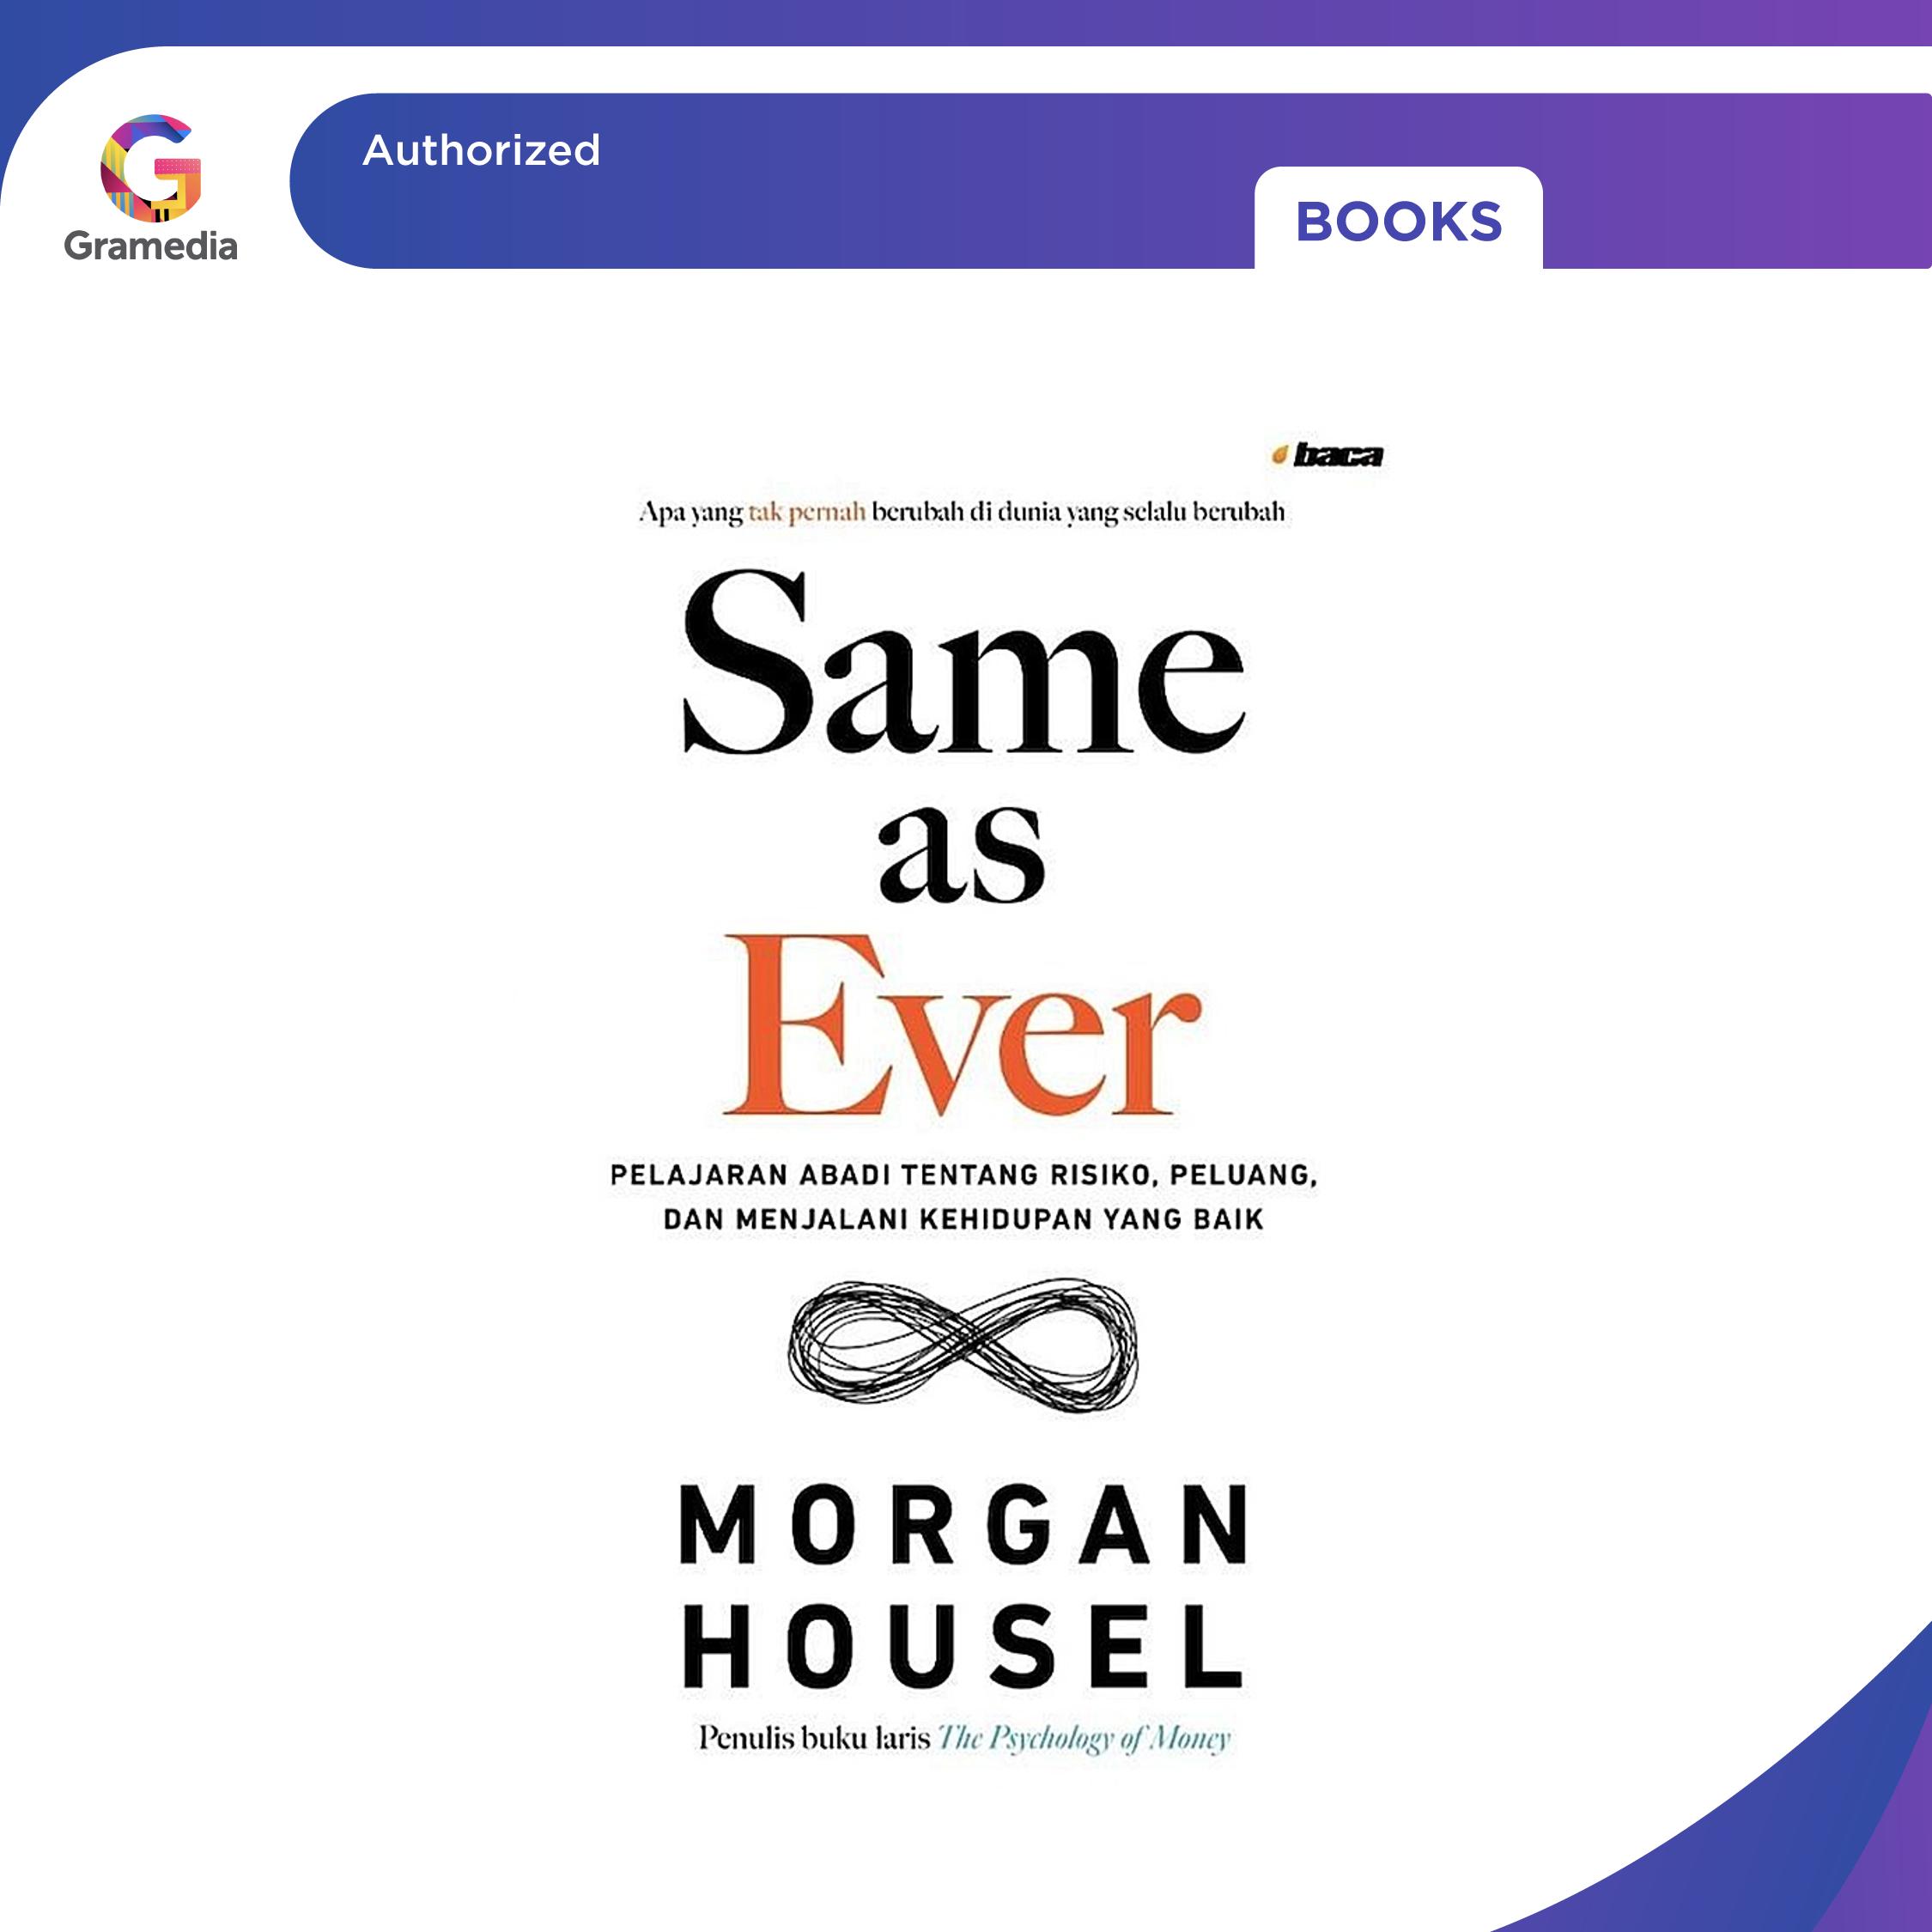 Authorized
Gramedia
BOOKS
baca
Apa yang tak pernah berubah di dunia yang selalu berubah
Same
as
Ever
PELAJARAN ABADI TENTANG RISIKO, PELUANG,
DAN MENJALANI KEHIDUPAN YANG BAIK
MORGAN
HOUSEL
Penulis buku laris The Psychology of Money